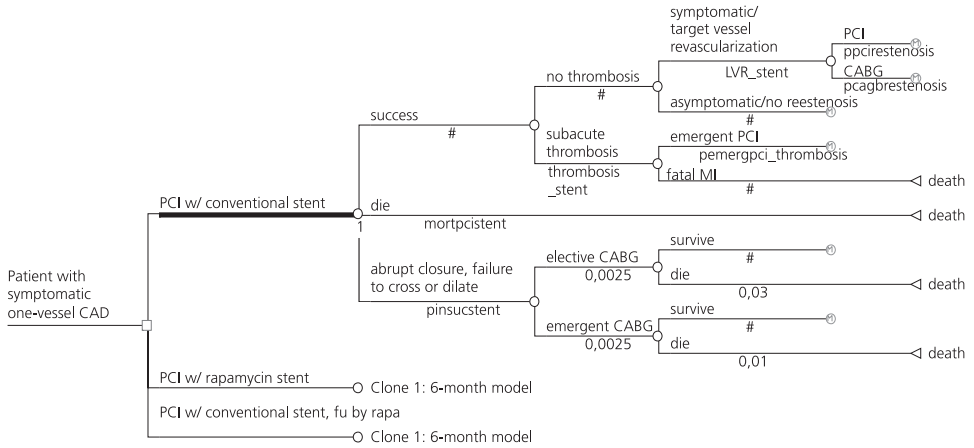 symptomatic/
target vessel
revascularization
LVR_stent
PCI
ppcirestenosis
CABG
pcagbrestenosis
no thrombosis
#
asymptomatic/no reestenosis
#
success
#
subacute
thrombosis
thrombosis
_stent
emergent PCI
pemergpci_thrombosis
fatal MI
#
death
PCI w/ conventional stent
1
die
mortpcistent
death
abrupt closure, failure
to cross or dilate
pinsucstent
elective CABG
0,0025
survive
#
die
0,03
death
emergent CABG
0,0025
survive
#
die
0,01
death
Patient with
symptomatic
one-vessel CAD
PCI w/ rapamycin stent
Clone 1: 6-month model
PCI w/ conventional stent, fu by rapa
Clone 1: 6-month model
M
M
M
M
M
M